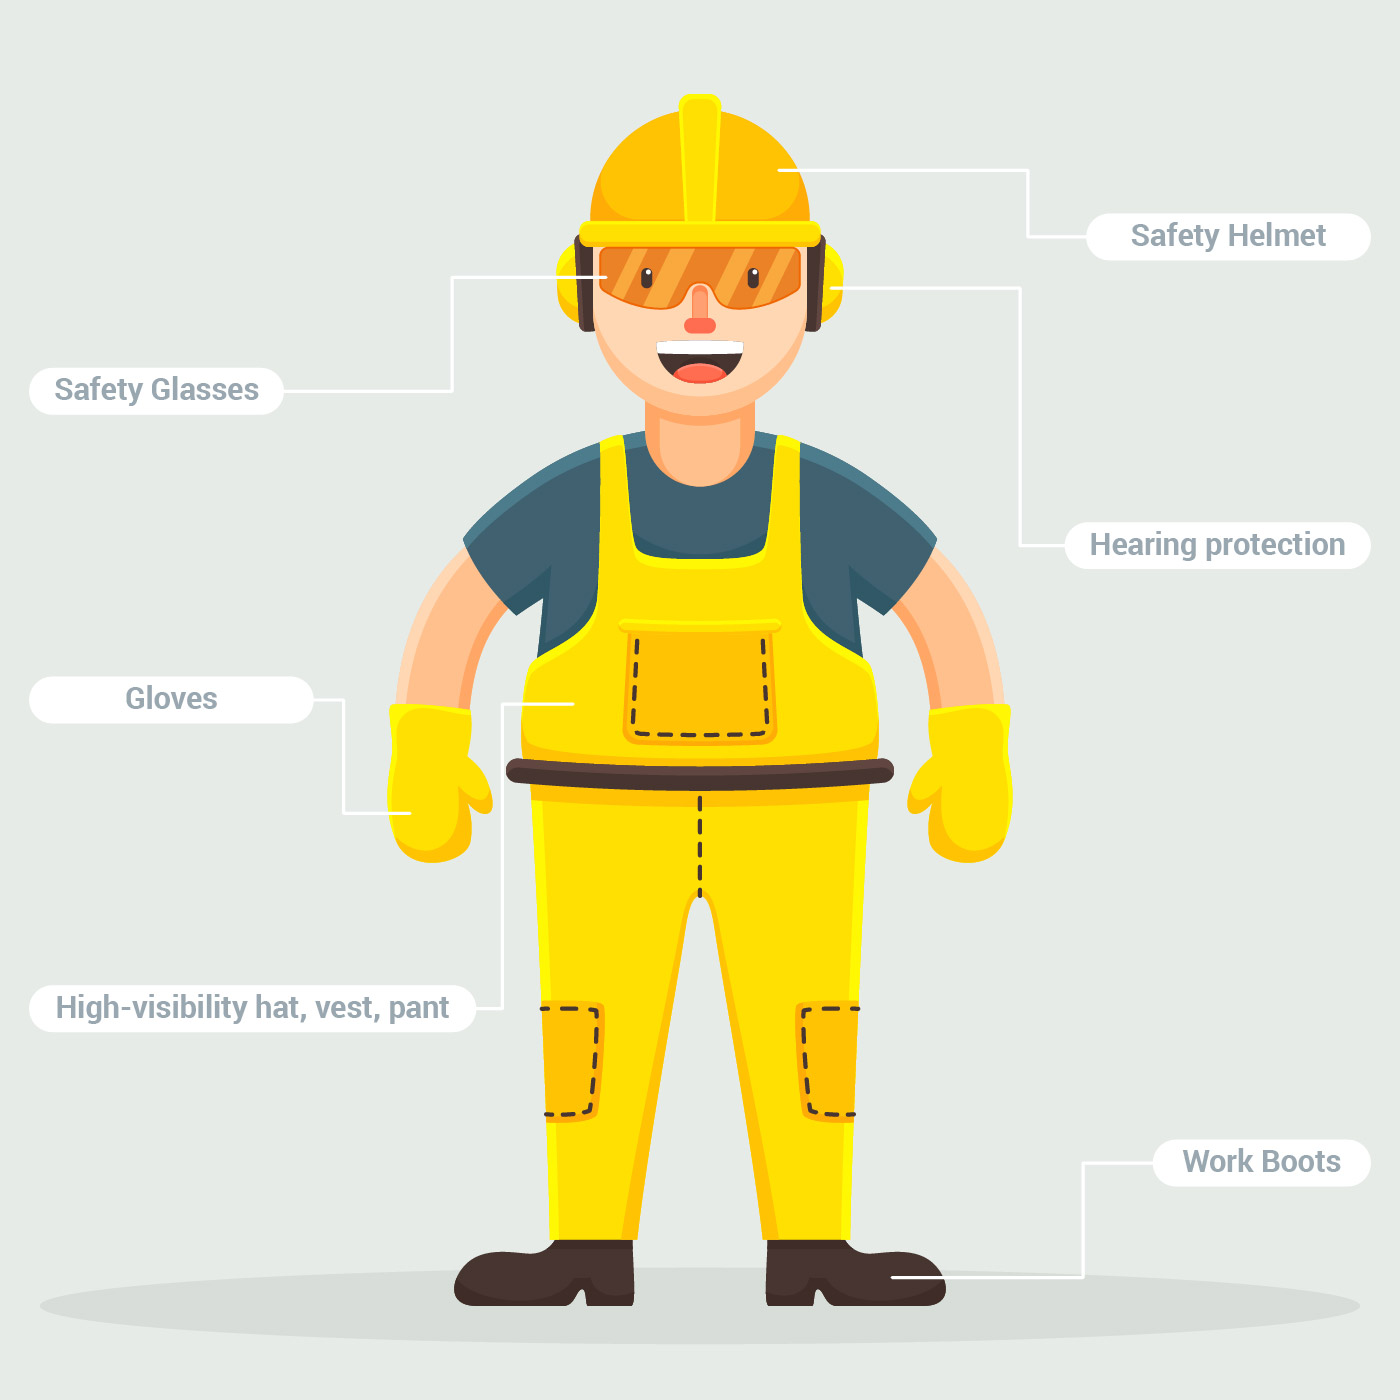 Safety Helmet
Safety Glasses
Hearing protection
Gloves
High-visibility hat, vest, pant
Work Boots